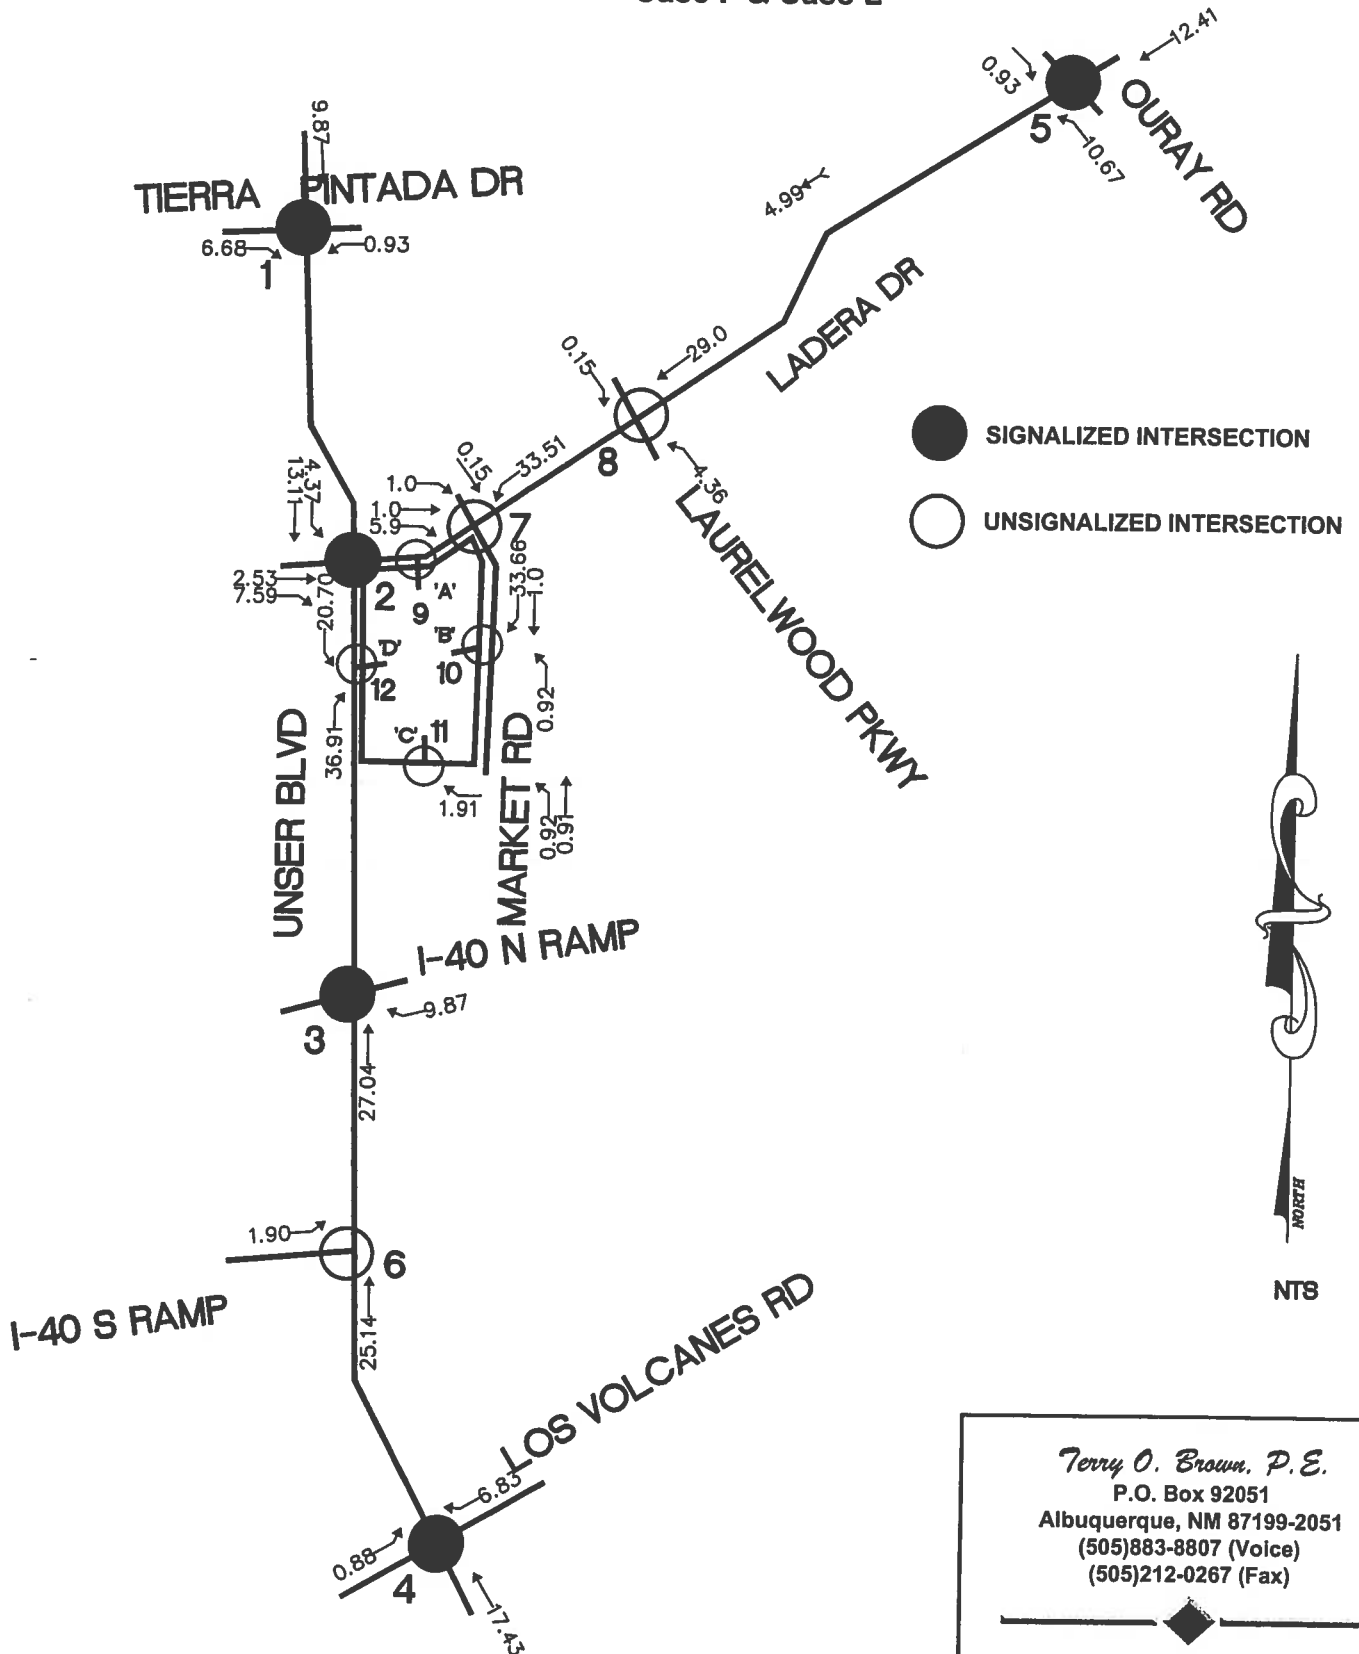 12.41
0.93
5
10.67
OURAY RD
9.87
TIERRA PINTADA DR
6.68
0.93
1
4.99
LADERA DR
0.15
29.0
8
4.36
LAURELWOOD PKWY
SIGNALIZED INTERSECTION
UNSIGNALIZED INTERSECTION
0.15
33.51
1.0
1.0
5.9
7
4.37
13.11
2.53
7.59
20.70
2
9
'A'
33.66
1.0
'B'
10
'D'
12
0.92
36.91
'C'
11
1.91
0.92
0.91
UNSER BLVD
MARKET RD
I-40 N RAMP
3
9.87
27.04
1.90
6
I-40 S RAMP
25.14
LOS VOLCANES RD
6.83
0.88
4
17.43
NORTH
NTS
Terry O. Brown, P.E.
P.O. Box 92051
Albuquerque, NM 87199-2051
(505)883-8807 (Voice)
(505)212-0267 (Fax)